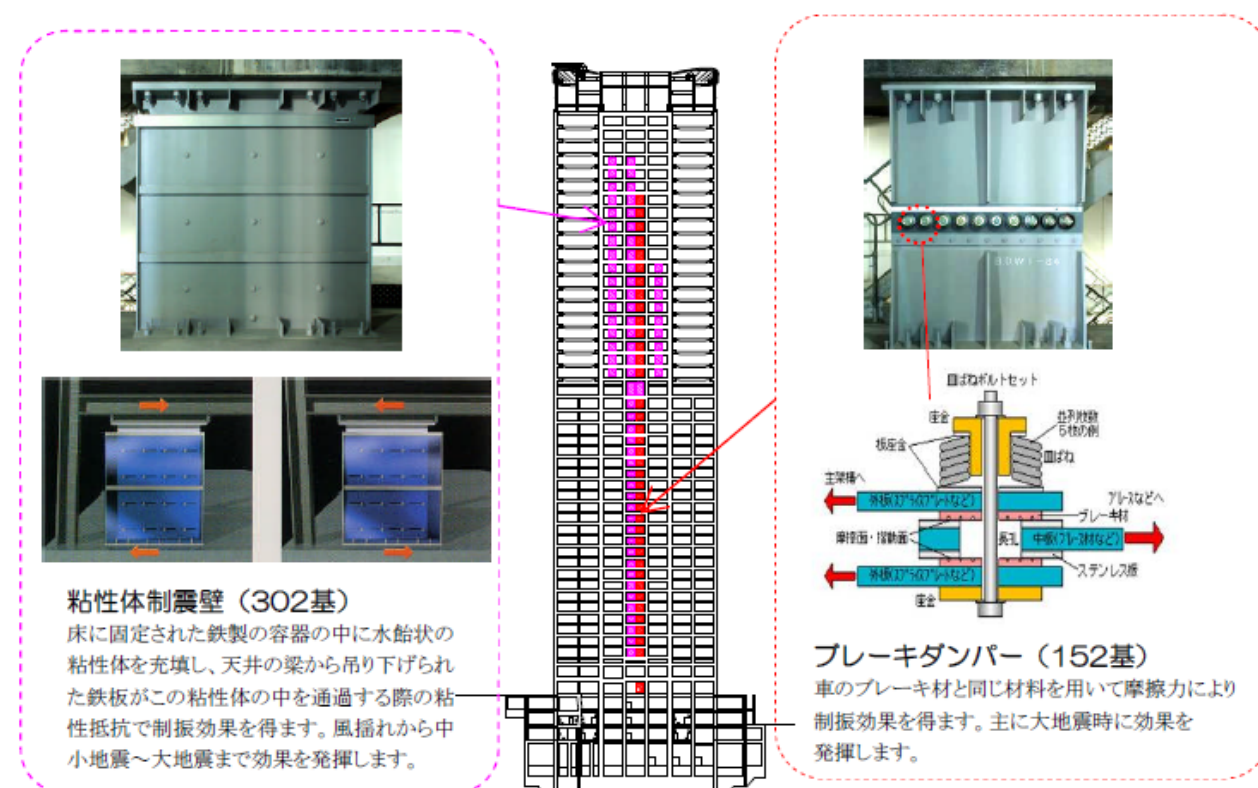 粘性体制震壁（302基）
床に固定された鉄製の容器の中に水飴状の
粘性体を充填し、天井の梁から吊り下げられ
た鉄板がこの粘性体の中を通過する際の粘
性抵抗で制振効果を得ます。風揺れから中
小地震～大地震まで効果を発揮します。
皿ばねボルトセット
座金
並列枚数
5枚の例
板座金
皿ばね
主架構へ
外板(スプライスプレートなど)
ブレースなどへ
ブレーキ材
摩擦面・摺動面
長孔
中板(ブレース材など)
外板(スプライスプレートなど)
ステンレス板
座金
ブレーキダンパー（152基）
車のブレーキ材と同じ材料を用いて摩擦力により
制振効果を得ます。主に大地震時に効果を
発揮します。